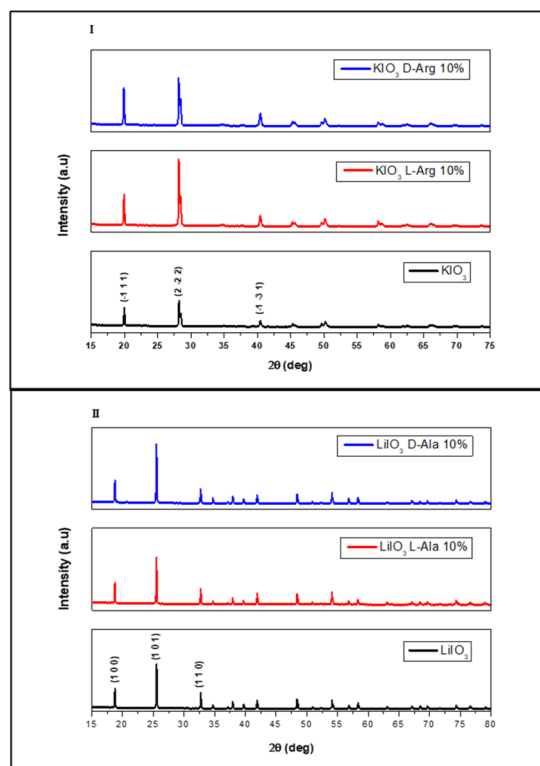 I
KIO3 D-Arg 10%
KIO3 L-Arg 10%
Intensity (a.u)
KIO3
(-1 1 1)
(2 -2 2)
(-1 -3 1)
15 20 25 30 35 40 45 50 55 60 65 70 75
2θ (deg)
II
LiIO3 D-Ala 10%
LiIO3 L-Ala 10%
Intensity (a.u)
LiIO3
(1 0 0)
(1 0 1)
(1 1 0)
15 20 25 30 35 40 45 50 55 60 65 70 75 80
2θ (deg)